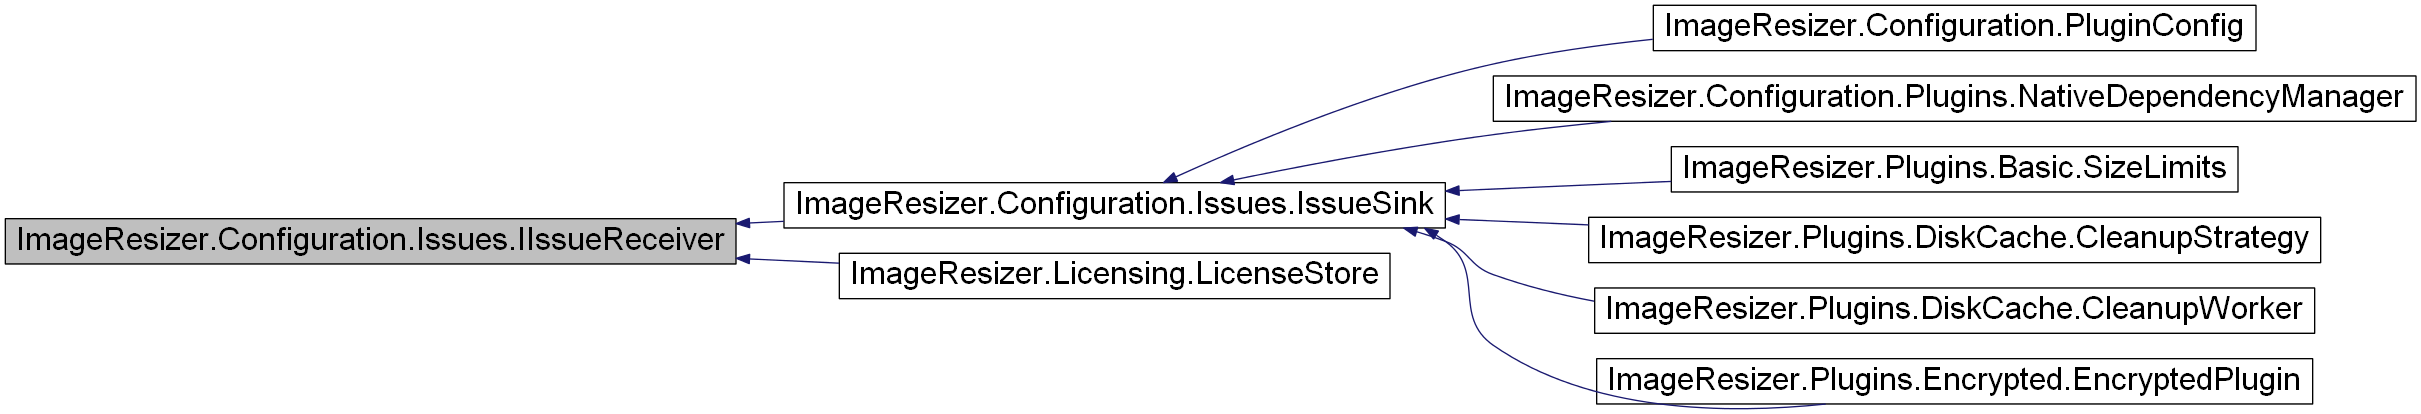 ImageResizer.Configuration.PluginConfig
ImageResizer.Configuration.Plugins.NativeDependencyManager
ImageResizer.Plugins.Basic.SizeLimits
ImageResizer.Configuration.Issues.IssueSink
ImageResizer.Configuration.Issues.IIssueReceiver
ImageResizer.Plugins.DiskCache.CleanupStrategy
ImageResizer.Licensing.LicenseStore
ImageResizer.Plugins.DiskCache.CleanupWorker
ImageResizer.Plugins.Encrypted.EncryptedPlugin